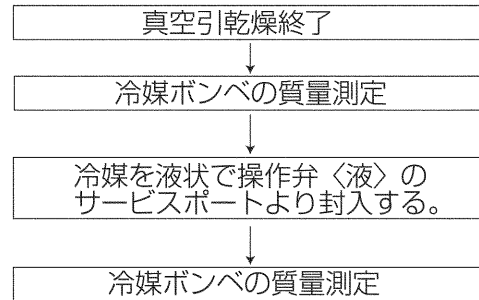 真空引乾燥終了
冷媒ボンベの質量測定
冷媒を液状で操作弁〈液〉の
サービスポートより封入する。
冷媒ボンベの質量測定